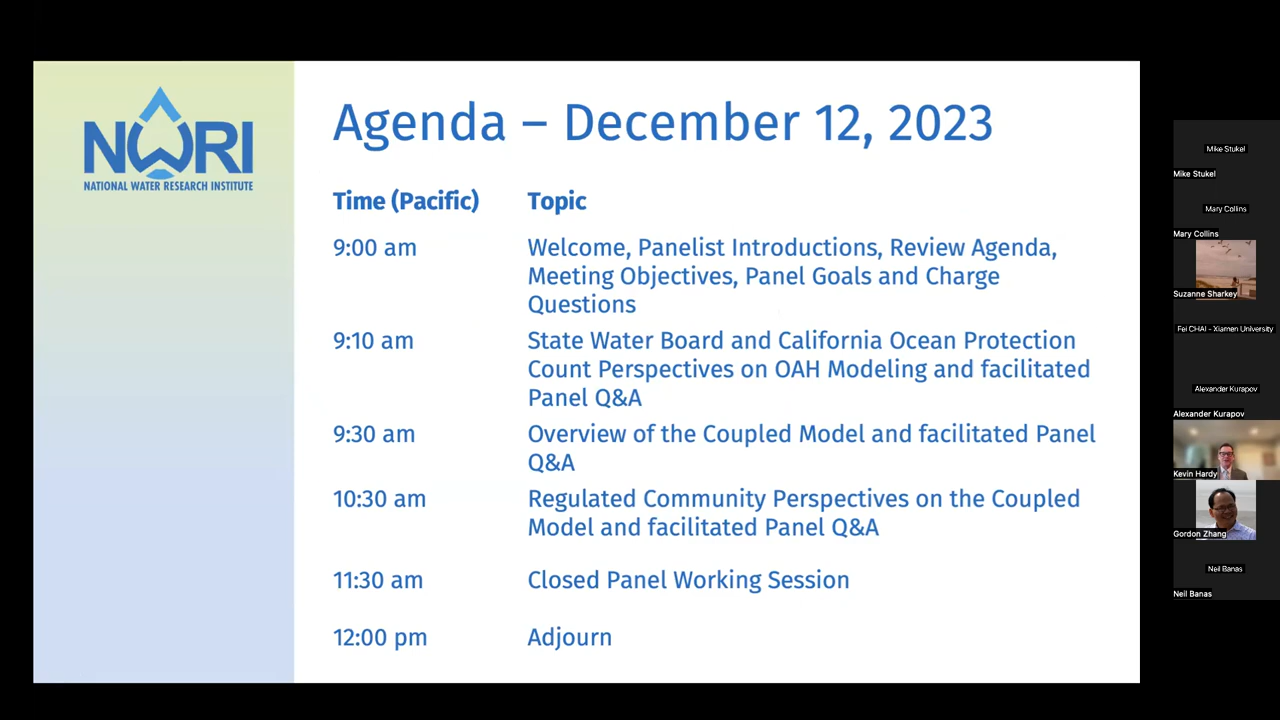 NWRI
NATIONAL WATER RESEARCH INSTITUTE
Agenda – December 12, 2023
Time (Pacific) Topic
9:00 am Welcome, Panelist Introductions, Review Agenda,
Meeting Objectives, Panel Goals and Charge
Questions
9:10 am State Water Board and California Ocean Protection
Count Perspectives on OAH Modeling and facilitated
Panel Q&A
9:30 am Overview of the Coupled Model and facilitated Panel
Q&A
10:30 am Regulated Community Perspectives on the Coupled
Model and facilitated Panel Q&A
11:30 am Closed Panel Working Session
12:00 pm Adjourn
Mike Stukel
Mike Stukel
Mary Collins
Mary Collins
Suzanne Sharkey
Fei CHAI - Xiamen University
Alexander Kurapov
Alexander Kurapov
Kevin Hardy
Gordon Zhang
Neil Banas
Neil Banas